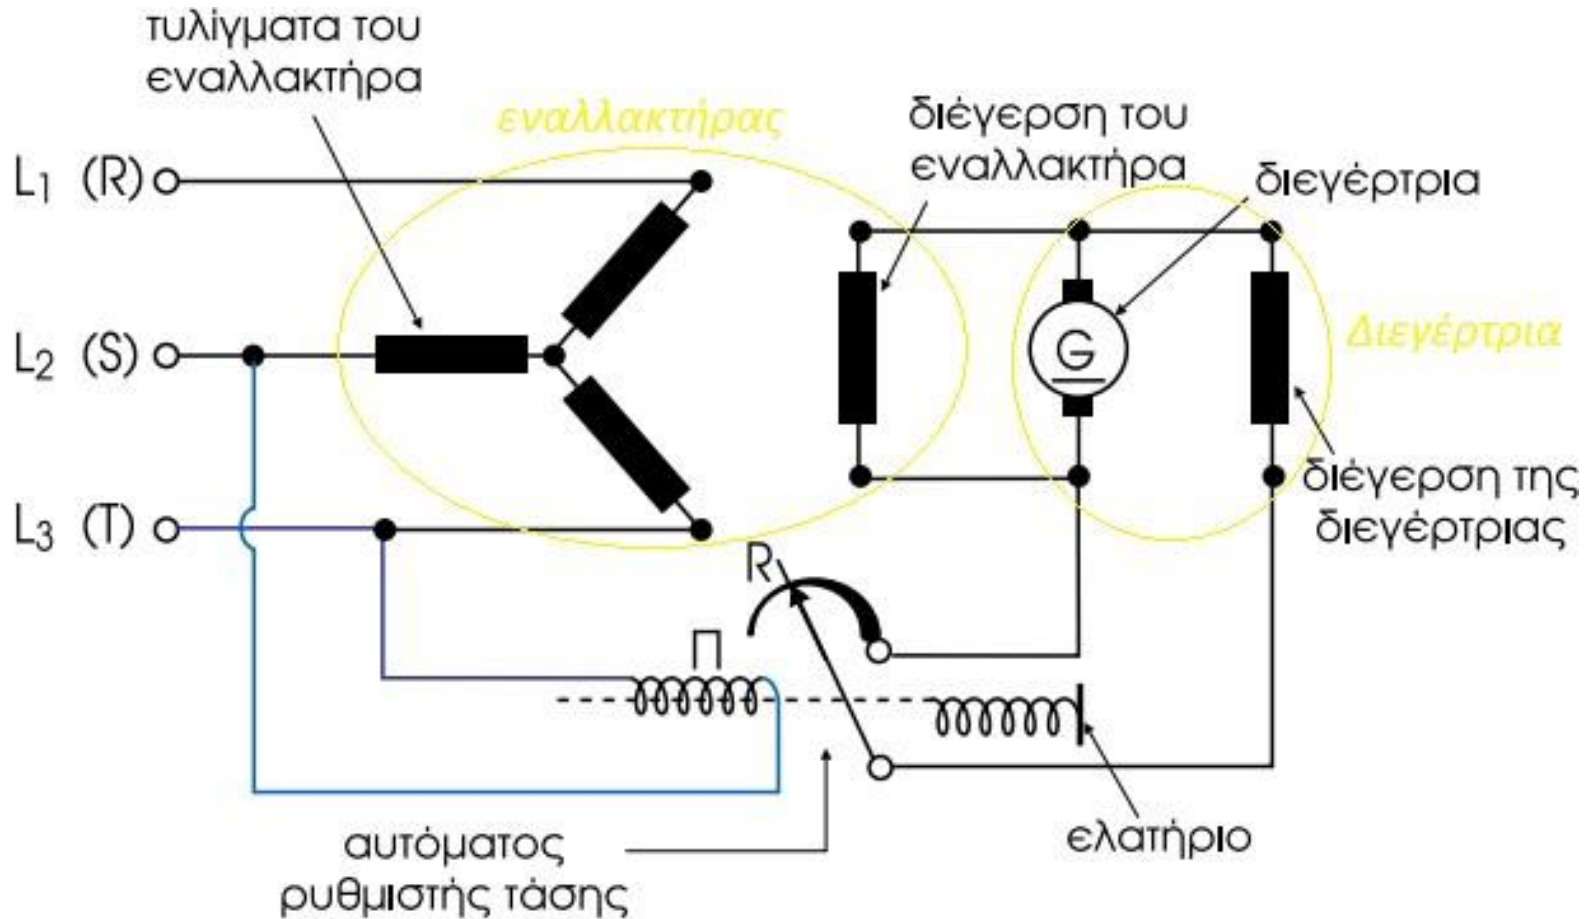 τυλίγματα του
εναλλακτήρα
εναλλακτήρας
διέγερση του
εναλλακτήρα
διεγέρτρια
L1 (R)
L2 (S)
L3 (T)
G
Διεγέρτρια
διέγερση της
διεγέρτριας
R
Π
ελατήριο
αυτόματος
ρυθμιστής τάσης